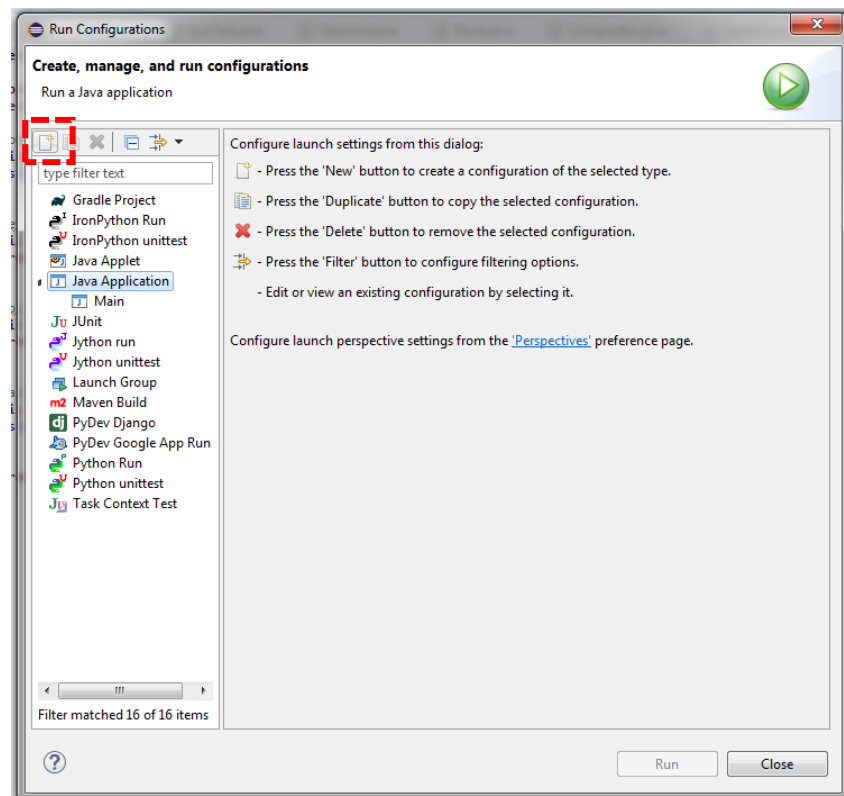 Run Configurations
Create, manage, and run configurations
Run a Java application
type filter text
Gradle Project
IronPython Run
IronPython unittest
Java Applet
Java Application
Main
JUnit
Jython run
Jython unittest
Launch Group
Maven Build
PyDev Django
PyDev Google App Run
Python Run
Python unittest
Task Context Test
Filter matched 16 of 16 items
Configure launch settings from this dialog:
- Press the 'New' button to create a configuration of the selected type.
- Press the 'Duplicate' button to copy the selected configuration.
- Press the 'Delete' button to remove the selected configuration.
- Press the 'Filter' button to configure filtering options.
- Edit or view an existing configuration by selecting it.
Configure launch perspective settings from the 'Perspectives' preference page.
Run
Close